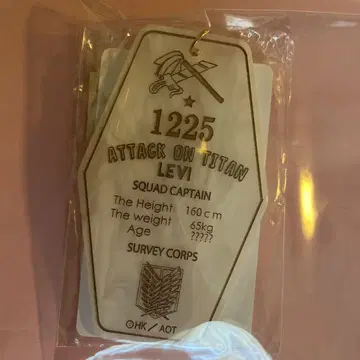 1225
ATTACK ON TITAN
LEVI
SQUAD CAPTAIN
The Height 160cm
The weight 65kg
Age ?????
SURVEY CORPS
©HK/AOT